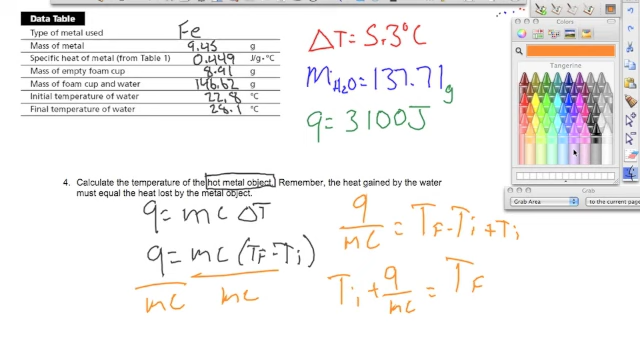 Data Table
Type of metal used Fe
Mass of metal 9.45 g
Specific heat of metal (from Table 1) 0.449 J/g·°C
Mass of empty foam cup 8.91 g
Mass of foam cup and water 146.62 g
Initial temperature of water 22.8 °C
Final temperature of water 28.1 °C
ΔT = 5.3°C
mH₂O = 137.71 g
q = 3100J
Colors
Tangerine
4. Calculate the temperature of the hot metal object. Remember, the heat gained by the water
must equal the heat lost by the metal object.
q = mCΔT
q = mC(TF - Ti)
mC mC
q/mC = TF - Ti + Ti
Ti + q/mC = TF
Grab
Grab Area
to the current page